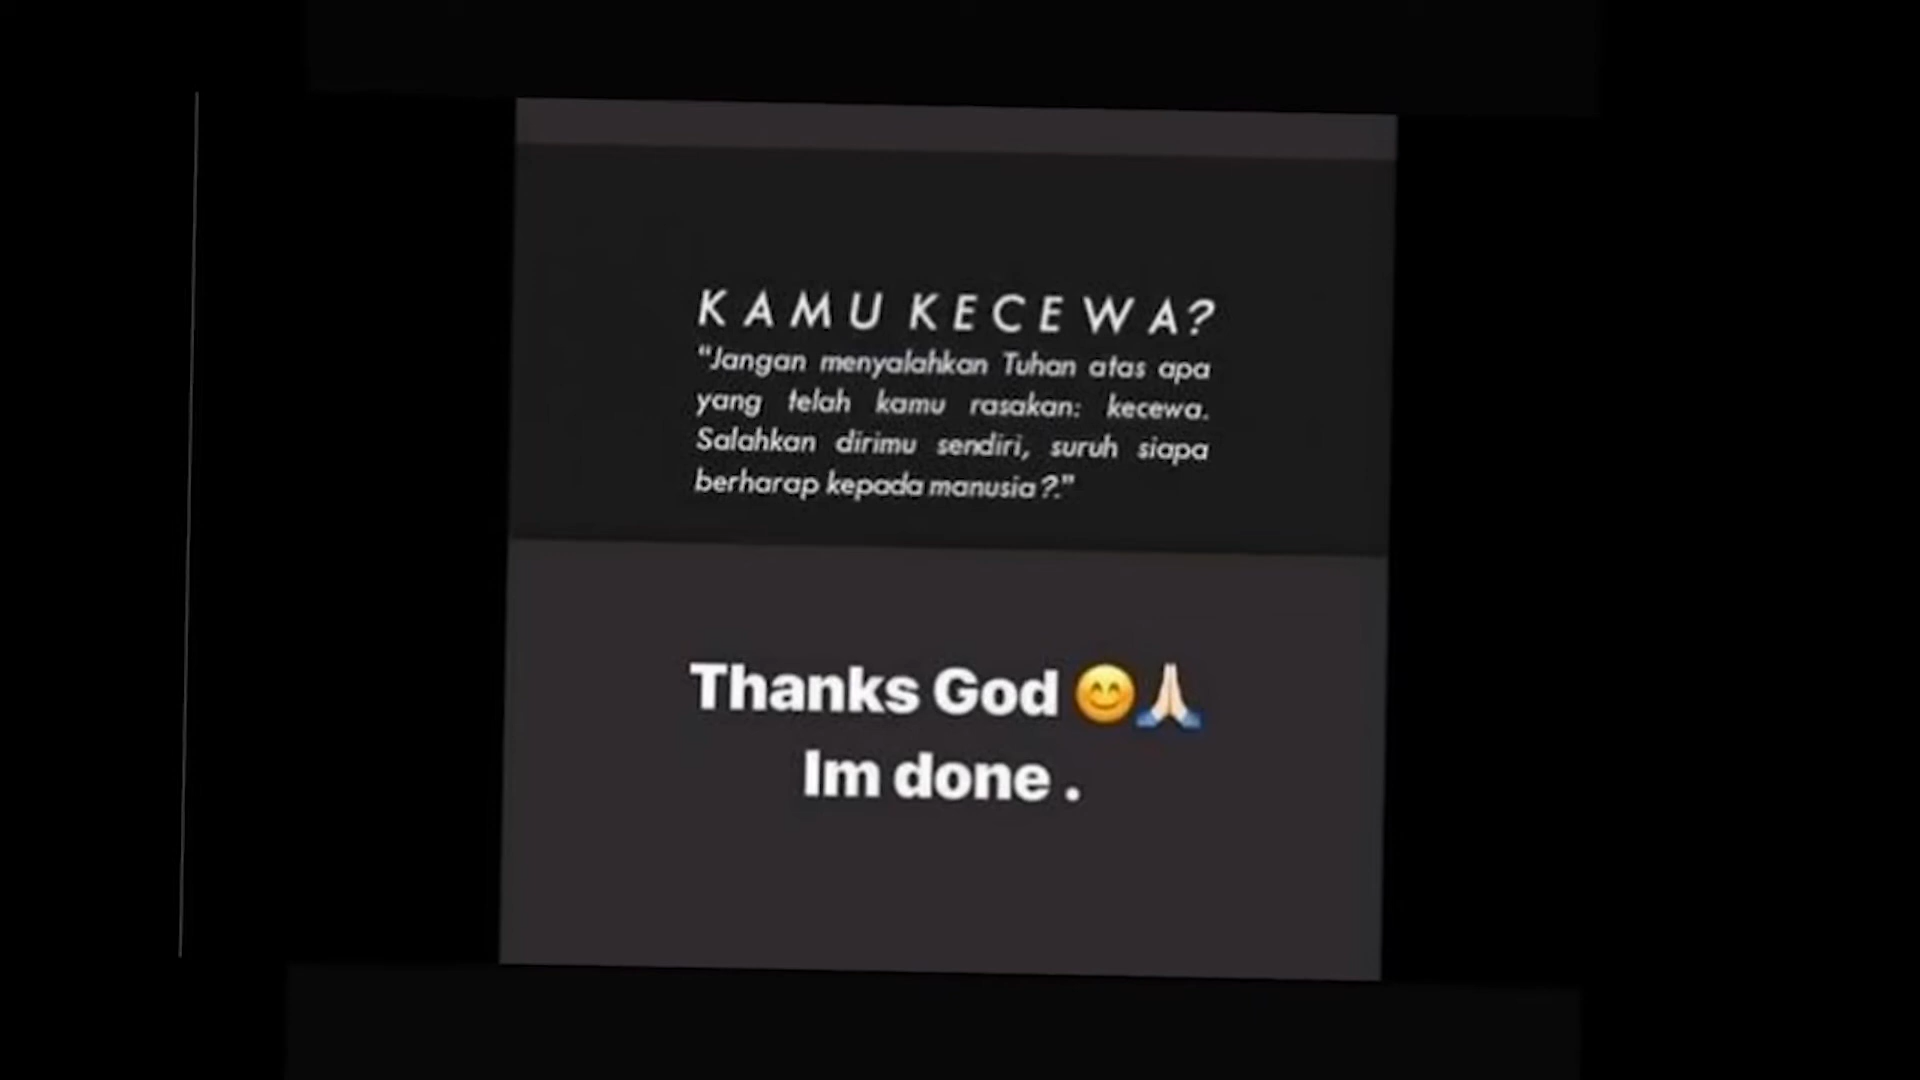 KAMU KECEWA?
"Jangan menyalahkan Tuhan atas apa
yang telah kamu rasakan: kecewa.
Salahkan dirimu sendiri, suruh siapa
berharap kepada manusia?."
Thanks God 😊🙏🏻
Im done .